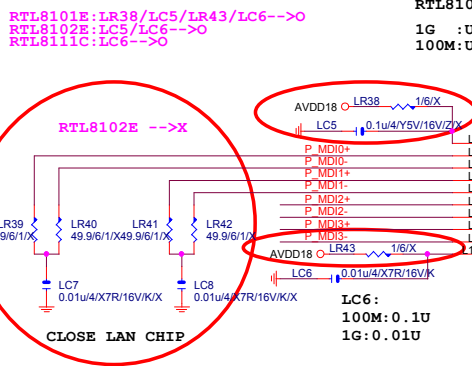 RTL8101E:LR38/LC5/LR43/LC6-->O
RTL8102E:LC5/LC6-->O
RTL8111C:LC6-->O
RTL810
1G :U
100M:U
AVDD18 LR38 1/6/X
LC5 0.1u/4/Y5V/16V/Z/X
RTL8102E -->X
P_MDI0+
P_MDI0-
P_MDI1+
P_MDI1-
P_MDI2+
P_MDI2-
P_MDI3+
P_MDI3-
LR39 LR40 LR41 LR42
9/6/1/X 49.9/6/1/X 49.9/6/1/X 49.9/6/1/X
AVDD18 LR43 1/6/X
LC6 0.01u/4/X7R/16V/K
LC7 LC8
0.01u/4/X7R/16V/K/X 0.01u/4/X7R/16V/K/X
LC6:
100M:0.1U
1G:0.01U
CLOSE LAN CHIP